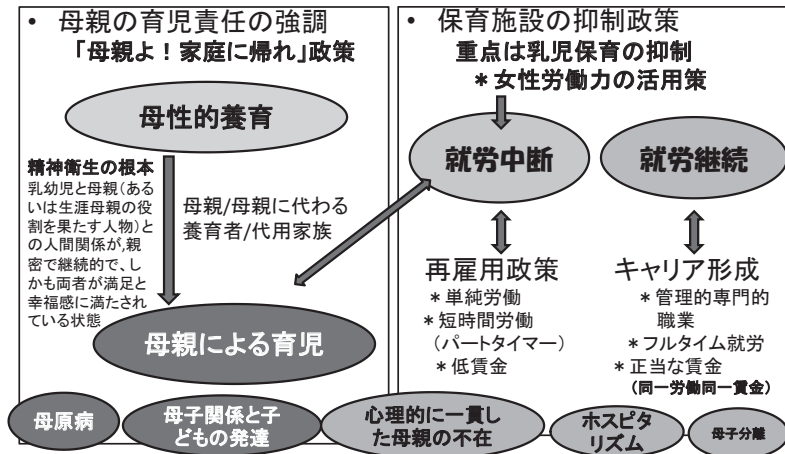 • 母親の育児責任の強調
「母親よ！家庭に帰れ」政策
母性的養育
精神衛生の根本
乳幼児と母親（ある
いは生涯母親の役
割を果たす人物）と
の人間関係が,親
密で継続的で、し
かも両者が満足と
幸福感に満たされ
ている状態
母親/母親に代わる
養育者/代用家族
母親による育児
• 保育施設の抑制政策
重点は乳児保育の抑制
＊女性労働力の活用策
就労中断
就労継続
再雇用政策
＊単純労働
＊短時間労働
（パートタイマー）
＊低賃金
キャリア形成
＊管理的専門的
職業
＊フルタイム就労
＊正当な賃金
（同一労働同一賃金）
母原病
母子関係と子
どもの発達
心理的に一貫し
た母親の不在
ホスピタ
リズム
母子分離